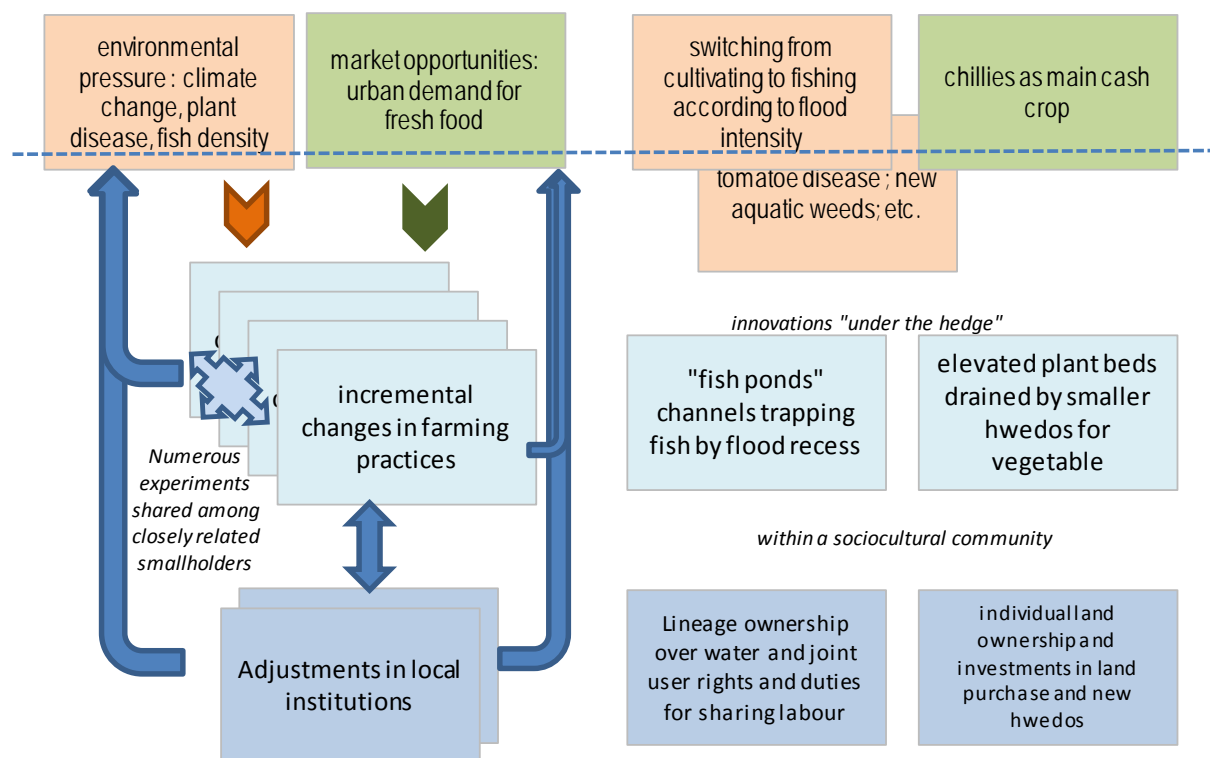 environmental
pressure : climate
change, plant
disease, fish density
market opportunities:
urban demand for
fresh food
switching from
cultivating to fishing
according to flood
intensity
chillies as main cash
crop
tomatoe disease ; new
aquatic weeds; etc.
innovations "under the hedge"
incremental
changes in farming
practices
"fish ponds"
channels trapping
fish by flood recess
elevated plant beds
drained by smaller
hwedos for
vegetable
Numerous
experiments
shared among
closely related
smallholders
within a sociocultural community
Adjustments in local
institutions
Lineage ownership
over water and joint
user rights and duties
for sharing labour
individual land
ownership and
investments in land
purchase and new
hwedos